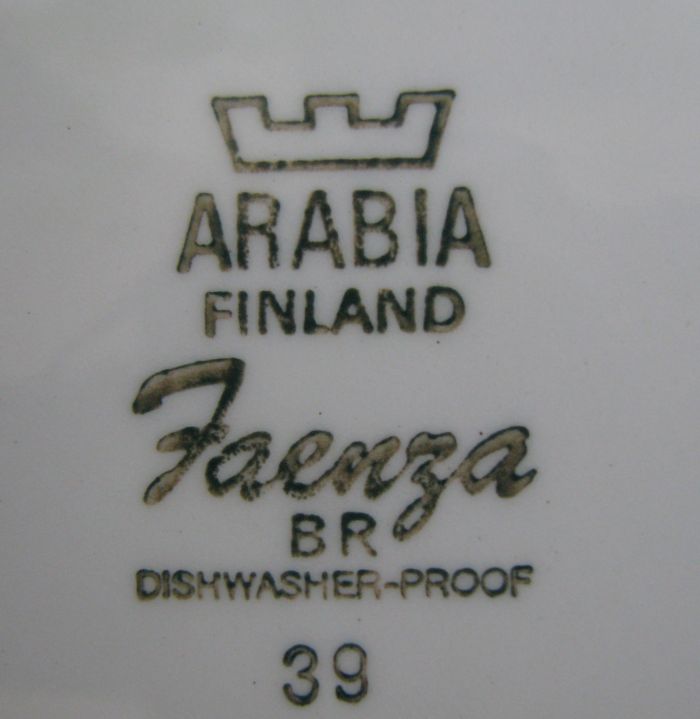 ARABIA
FINLAND
Faenza
BR
DISHWASHER-PROOF
39